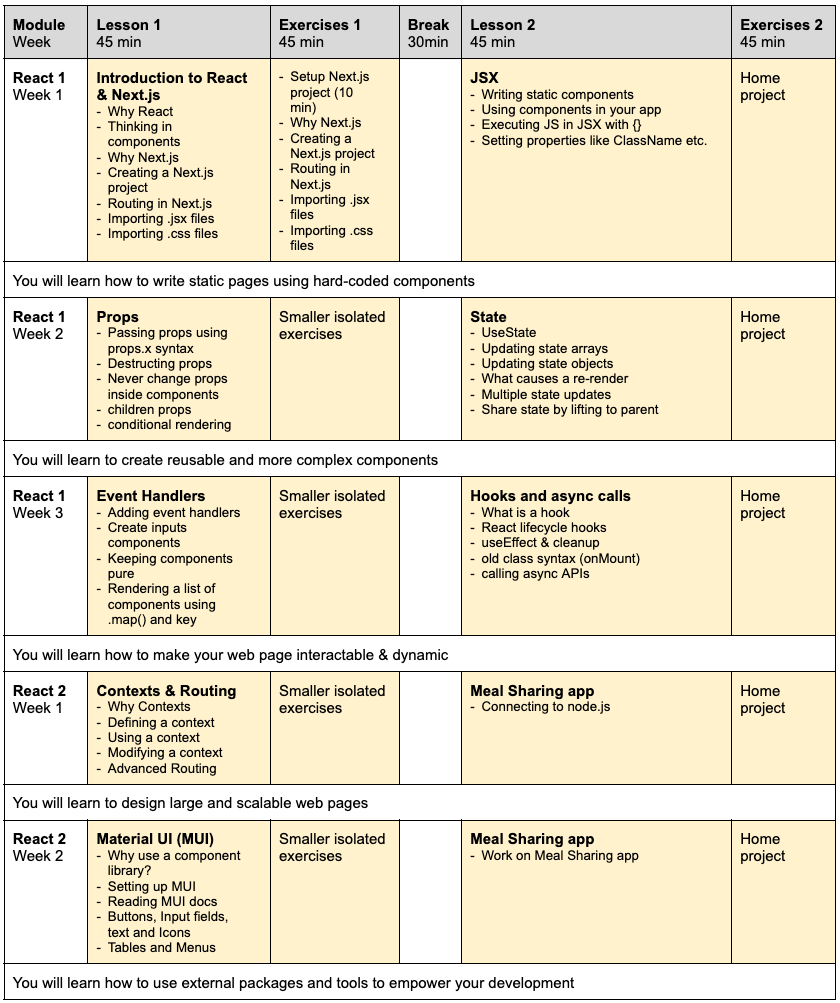 Module
Week
Lesson 1
45 min
Exercises 1
45 min
Break
30min
Lesson 2
45 min
Exercises 2
45 min
React 1
Week 1
Introduction to React
& Next.js
- Why React
- Thinking in
components
- Why Next.js
- Creating a Next.js
project
- Routing in Next.js
- Importing .jsx files
- Importing .css files
- Setup Next.js
project (10
min)
- Why Next.js
- Creating a
Next.js project
- Routing in
Next.js
- Importing .jsx
files
- Importing .css
files
JSX
- Writing static components
- Using components in your app
- Executing JS in JSX with {}
- Setting properties like ClassName etc.
Home
project
You will learn how to write static pages using hard-coded components
React 1
Week 2
Props
- Passing props using
props.x syntax
- Destructing props
- Never change props
inside components
- children props
- conditional rendering
Smaller isolated
exercises
State
- UseState
- Updating state arrays
- Updating state objects
- What causes a re-render
- Multiple state updates
- Share state by lifting to parent
Home
project
You will learn to create reusable and more complex components
React 1
Week 3
Event Handlers
- Adding event handlers
- Create inputs
components
- Keeping components
pure
- Rendering a list of
components using
.map() and key
Smaller isolated
exercises
Hooks and async calls
- What is a hook
- React lifecycle hooks
- useEffect & cleanup
- old class syntax (onMount)
- calling async APIs
Home
project
You will learn how to make your web page interactable & dynamic
React 2
Week 1
Contexts & Routing
- Why Contexts
- Defining a context
- Using a context
- Modifying a context
- Advanced Routing
Smaller isolated
exercises
Meal Sharing app
- Connecting to node.js
Home
project
You will learn to design large and scalable web pages
React 2
Week 2
Material UI (MUI)
- Why use a component
library?
- Setting up MUI
- Reading MUI docs
- Buttons, Input fields,
text and Icons
- Tables and Menus
Smaller isolated
exercises
Meal Sharing app
- Work on Meal Sharing app
Home
project
You will learn how to use external packages and tools to empower your development